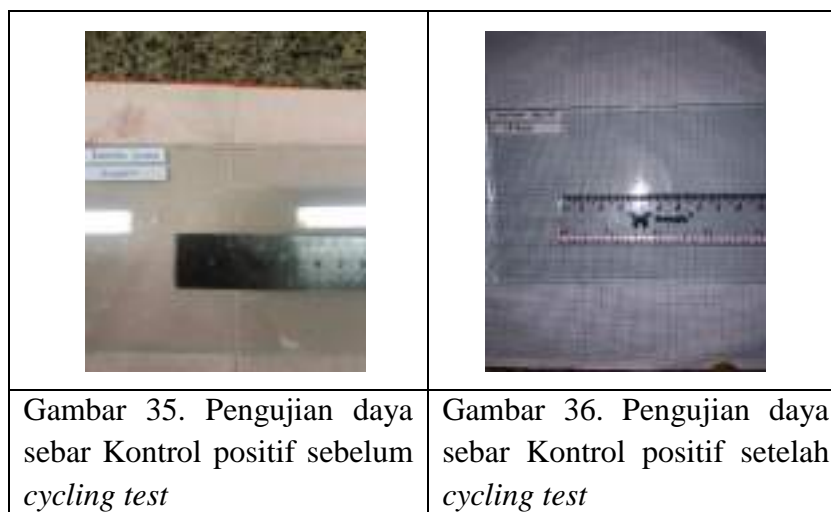 Gambar 35. Pengujian daya
sebar Kontrol positif sebelum
cycling test
Gambar 36. Pengujian daya
sebar Kontrol positif setelah
cycling test